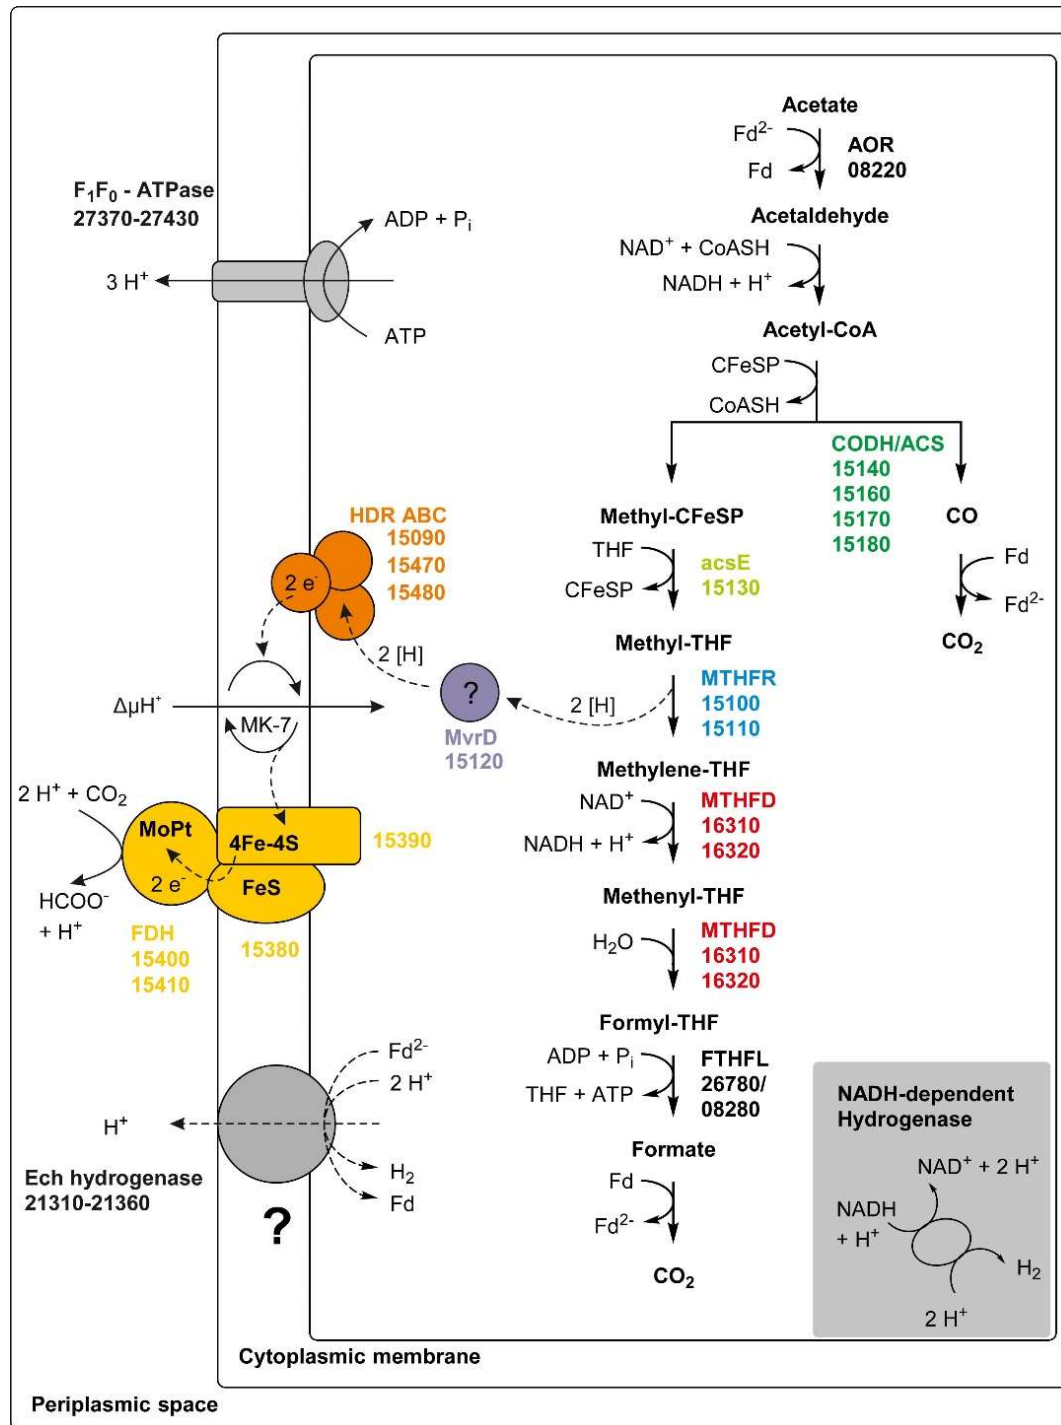 Acetate
Fd²⁻
Fd
AOR
08220
Acetaldehyde
NAD⁺ + CoASH
NADH + H⁺
Acetyl-CoA
CFeSP
CoASH
CODH/ACS
15140
15160
15170
15180
Methyl-CFeSP
CO
THF
CFeSP
acsE
15130
Fd
Fd²⁻
CO₂
Methyl-THF
2 [H]
MTHFR
15100
15110
Methylene-THF
NAD⁺
NADH + H⁺
MTHFD
16310
16320
Methenyl-THF
H₂O
MTHFD
16310
16320
Formyl-THF
ADP + Pᵢ
THF + ATP
FTHFL
26780/
08280
Formate
Fd
Fd²⁻
CO₂
F₁F₀ - ATPase
27370-27430
3 H⁺
ADP + Pᵢ
ATP
HDR ABC
15090
15470
15480
2 e⁻
2 [H]
?
MvrD
15120
ΔμH⁺
MK-7
2 H⁺ + CO₂
HCOO⁻
+ H⁺
MoPt
2 e⁻
4Fe-4S
FeS
15390
15380
FDH
15400
15410
Fd²⁻
2 H⁺
H⁺
H₂
Fd
Ech hydrogenase
21310-21360
?
NADH-dependent
Hydrogenase
NAD⁺ + 2 H⁺
NADH
+ H⁺
H₂
2 H⁺
Cytoplasmic membrane
Periplasmic space